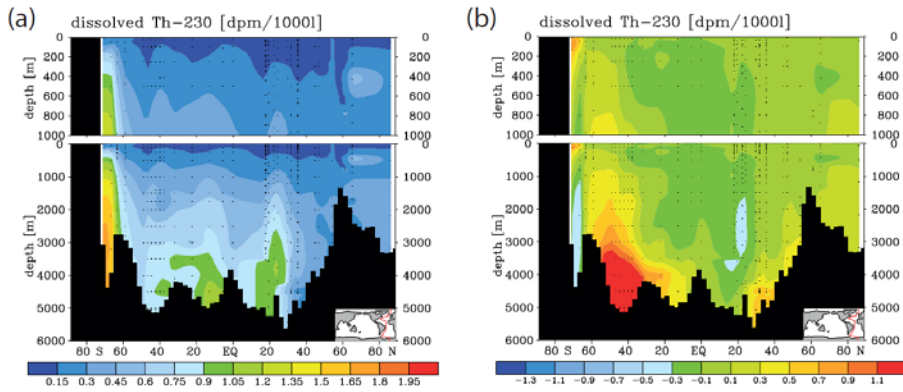 (a) dissolved Th-230 [dpm/1000l]
(b) dissolved Th-230 [dpm/1000l]
0 0 0 0
200 200 200 200
depth [m] depth [m]
400 400 400 400
600 600 600 600
800 800 800 800
1000 1000 1000 1000
0 0 0 0
1000 1000 1000 1000
2000 2000 2000 2000
depth [m] depth [m]
3000 3000 3000 3000
4000 4000 4000 4000
5000 5000 5000 5000
6000 6000 6000 6000
80 S 60 40 20 EQ 20 40 60 80 N
80 S 60 40 20 EQ 20 40 60 80 N
0.15 0.3 0.45 0.6 0.75 0.9 1.05 1.2 1.35 1.5 1.65 1.8 1.95
-1.3 -1.1 -0.9 -0.7 -0.5 -0.3 -0.1 0.1 0.3 0.5 0.7 0.9 1.1